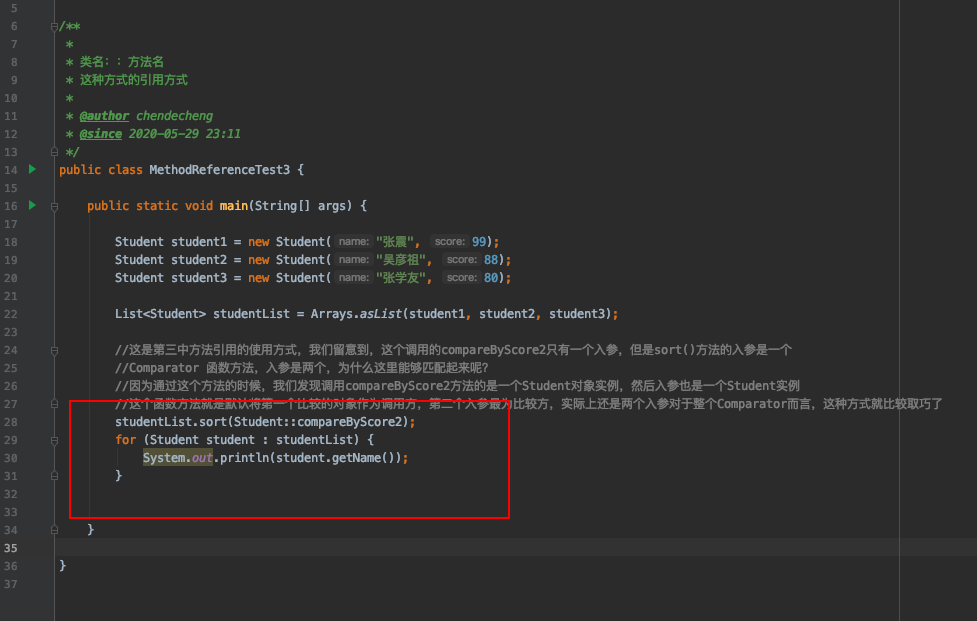 5
6 /**
7 *
8 * 类名：：方法名
9 * 这种方式的引用方式
10 *
11 * @author chendecheng
12 * @since 2020-05-29 23:11
13 */
14 public class MethodReferenceTest3 {
15
16 public static void main(String[] args) {
17
18 Student student1 = new Student( name: "张晨", score: 99);
19 Student student2 = new Student( name: "吴彦祖", score: 88);
20 Student student3 = new Student( name: "张学友", score: 80);
21
22 List<Student> studentList = Arrays.asList(student1, student2, student3);
23
24 //这是第三中方法引用的使用方式，我们留意到，这个调用的compareByScore2只有一个入参，但是sort()方法的入参是一个
25 //Comparator 函数方法，入参是两个，为什么这里能够匹配起来呢？
26 //因为通过这个方法的时候，我们发现调用compareByScore2方法的是一个Student对象实例，然后入参也是一个Student实例
27 //这个函数方法就是默认将第一个比较的对象作为调用方，第二个入参最为比较方，实际上还是两个入参对于整个Comparator而言，这种方式就比较取巧了
28 studentList.sort(Student::compareByScore2);
29 for (Student student : studentList) {
30 System.out.println(student.getName());
31 }
32
33
34 }
35
36 }
37